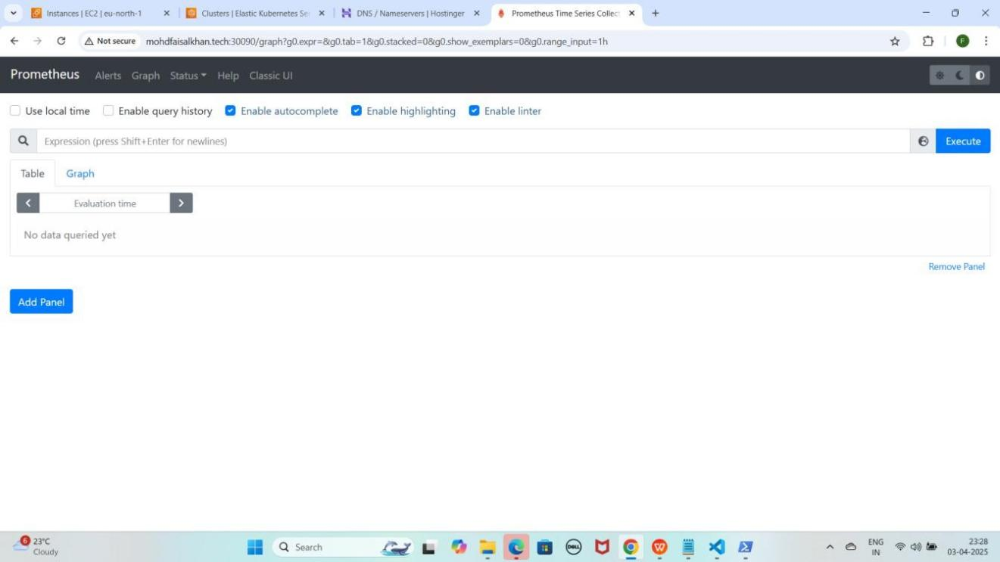 Instances | EC2 | eu-north-1
Clusters | Elastic Kubernetes Se
DNS / Nameservers | Hostinger
Prometheus Time Series Collect
Not secure mohdfaisalkhan.tech:30090/graph?g0.expr=&g0.tab=1&g0.stacked=0&g0.show_exemplars=0&g0.range_input=1h
F
Prometheus Alerts Graph Status Help Classic UI
Use local time Enable query history Enable autocomplete Enable highlighting Enable linter
Expression (press Shift+Enter for newlines) Execute
Table Graph
Evaluation time
No data queried yet
Remove Panel
Add Panel
6 23°C
Cloudy
Search
DELL
ENG
IN
23:28
03-04-2025